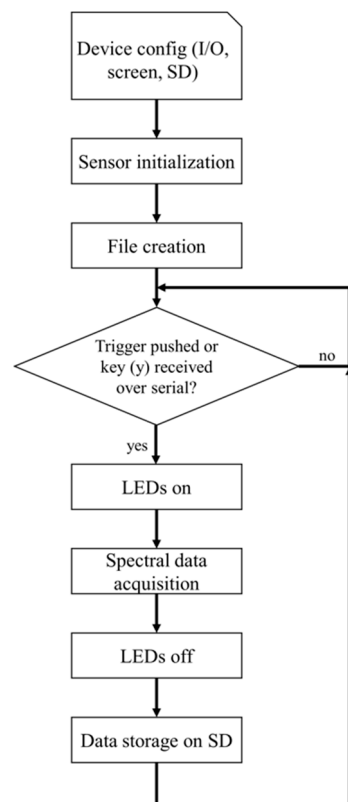 Device config (I/O,
screen, SD)
Sensor initialization
File creation
Trigger pushed or
key (y) received
over serial?
no
yes
LEDs on
Spectral data
acquisition
LEDs off
Data storage on SD